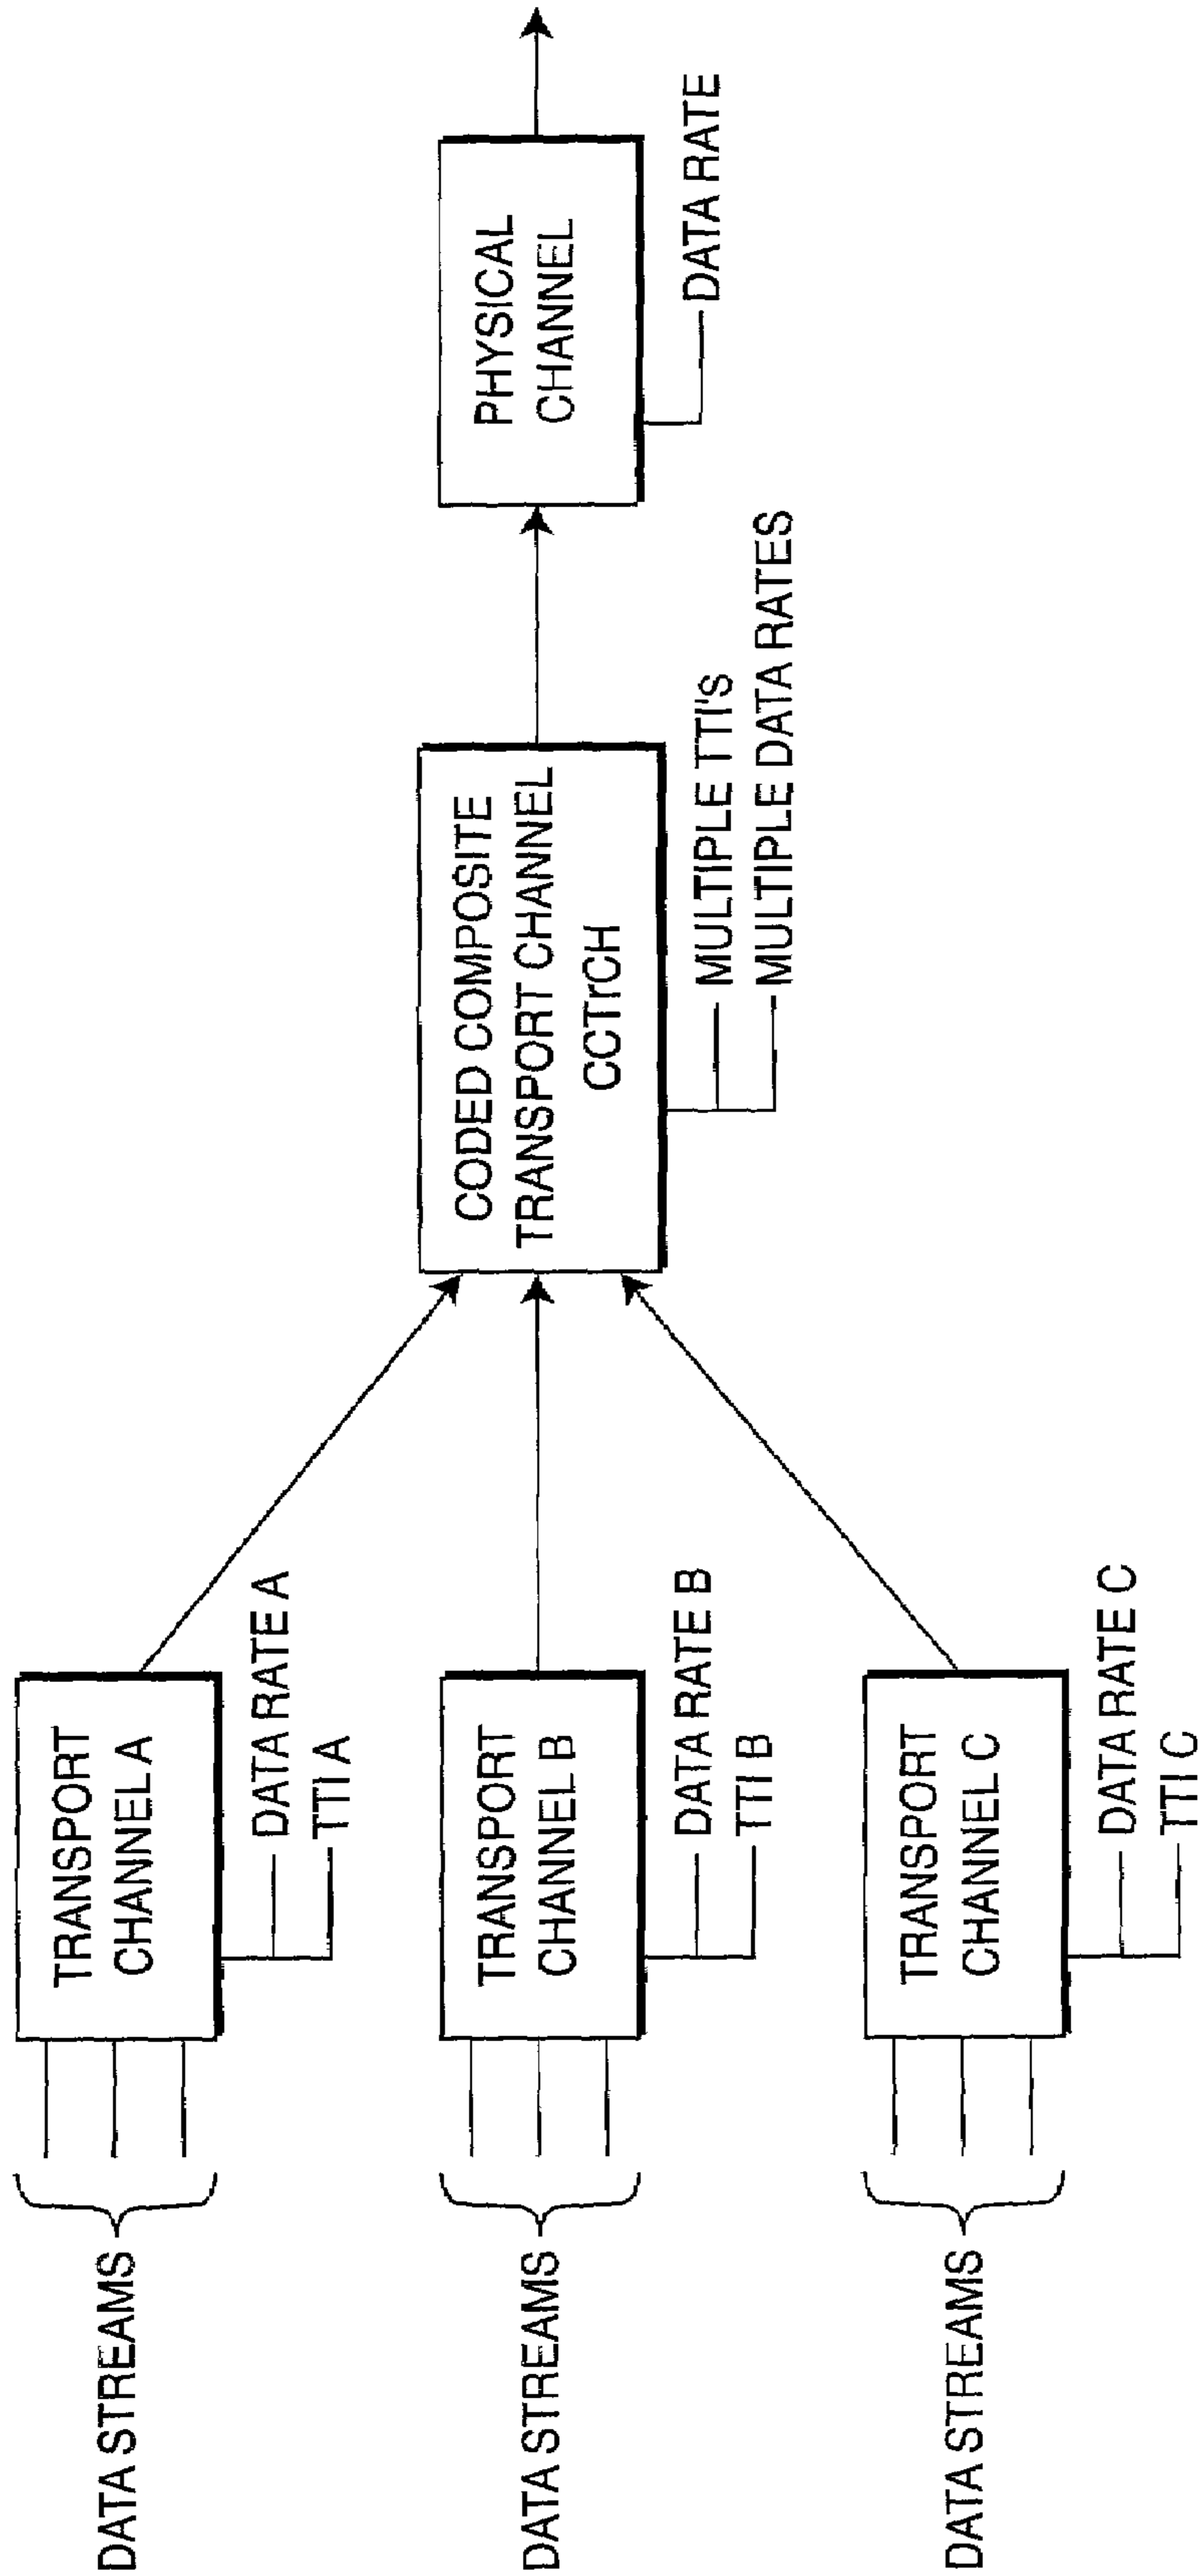 DATA STREAMS
TRANSPORT
CHANNEL A
DATA RATE A
TTI A
DATA STREAMS
TRANSPORT
CHANNEL B
DATA RATE B
TTI B
DATA STREAMS
TRANSPORT
CHANNEL C
DATA RATE C
TTI C
CODED COMPOSITE
TRANSPORT CHANNEL
CCTrCH
MULTIPLE TTI's
MULTIPLE DATA RATES
PHYSICAL
CHANNEL
DATA RATE